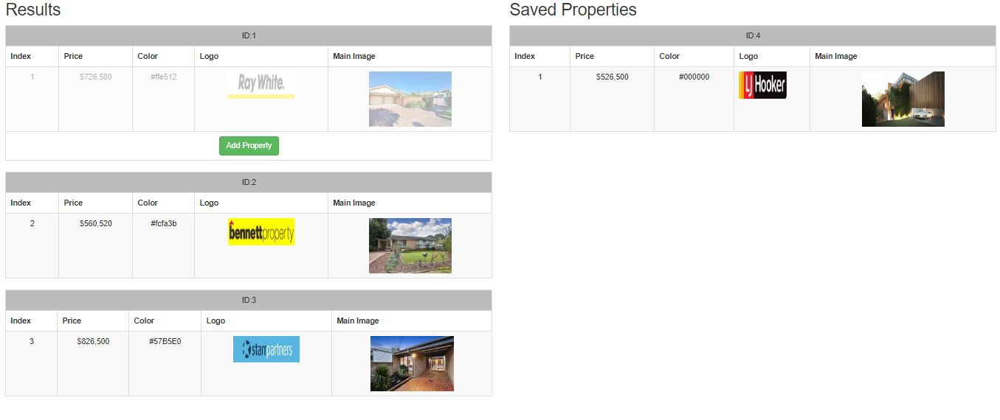 Results
ID:1
Index Price Color Logo Main Image
1 $726,500 #ffe512 Ray White.
Add Property
ID:2
Index Price Color Logo Main Image
2 $560,520 #fcfa3b bennettproperty
ID:3
Index Price Color Logo Main Image
3 $826,500 #57B5E0 starrpartners
Saved Properties
ID:4
Index Price Color Logo Main Image
1 $526,500 #000000 LJ Hooker